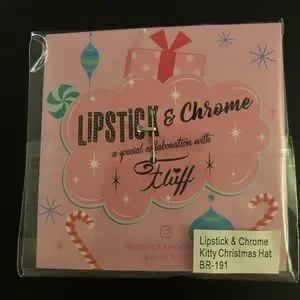 LIPSTICK & Chrome
a special collaboration with
Fluff
Lipstick & Chrome
Kitty Christmas Hat
BR-191